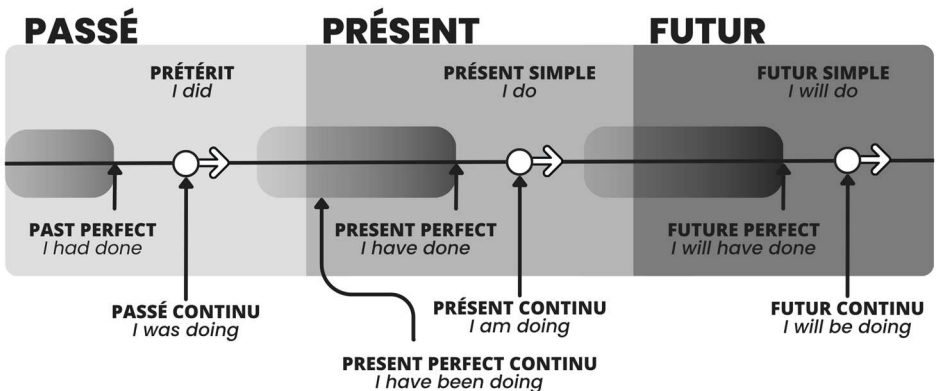 PASSÉ
PRÉSENT
FUTUR
PRÉTÉRIT
I did
PRÉSENT SIMPLE
I do
FUTUR SIMPLE
I will do
PAST PERFECT
I had done
PRESENT PERFECT
I have done
FUTURE PERFECT
I will have done
PASSÉ CONTINU
I was doing
PRÉSENT CONTINU
I am doing
FUTUR CONTINU
I will be doing
PRESENT PERFECT CONTINU
I have been doing